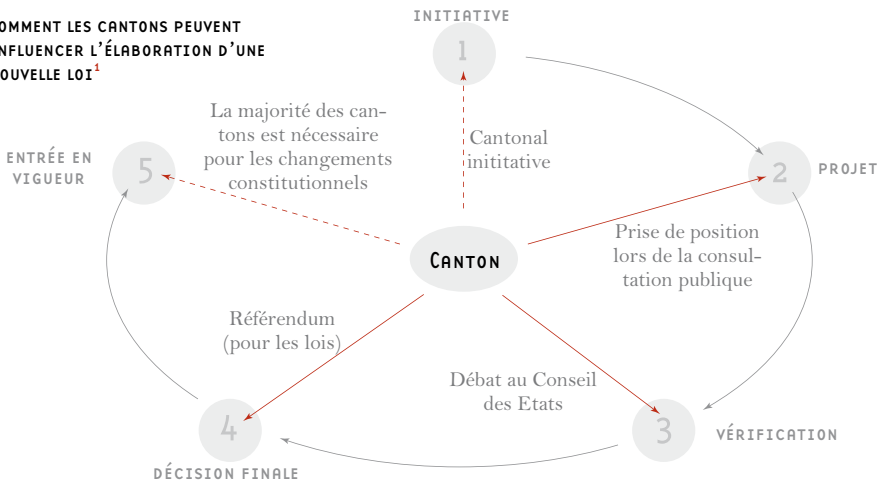 OMMENT LES CANTONS PEUVENT
NFLUENCER L’ÉLABORATION D’UNE
OUVELLE LOI¹
INITIATIVE
1
La majorité des can-
tons est nécessaire
pour les changements
constitutionnels
Cantonal
inititative
ENTRÉE EN
VIGUEUR
5
2
PROJET
Prise de position
lors de la consul-
tation publique
CANTON
Référendum
(pour les lois)
Débat au Conseil
des Etats
4
DÉCISION FINALE
3
VÉRIFICATION